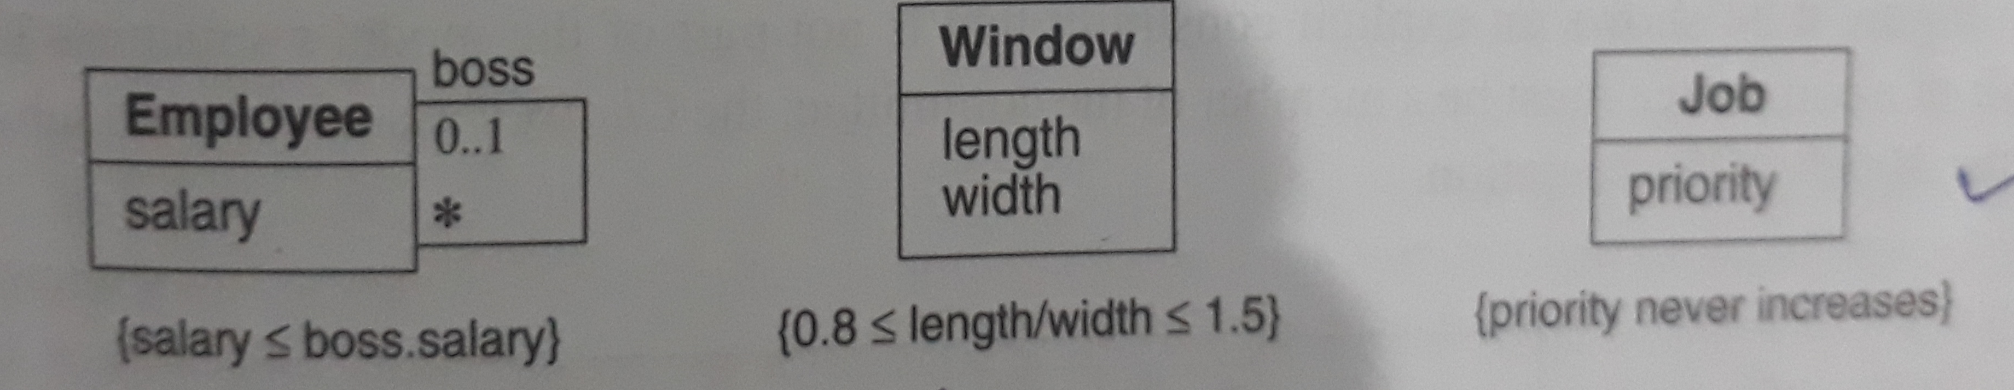 Employee
salary
boss
0..1
*
{salary ≤ boss.salary}
Window
length
width
{0.8 ≤ length/width ≤ 1.5}
Job
priority
{priority never increases}